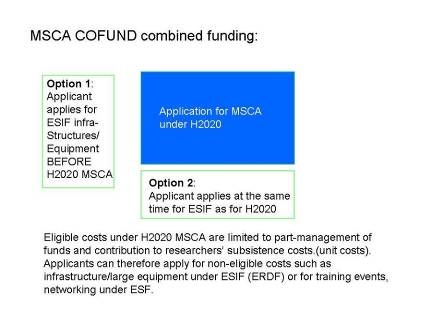 MSCA COFUND combined funding:
Option 1:
Applicant
applies for
ESIF infra-
Structures/
Equipment
BEFORE
H2020 MSCA
Application for MSCA
under H2020
Option 2:
Applicant applies at the same
time for ESIF as for H2020
Eligible costs under H2020 MSCA are limited to part-management of
funds and contribution to researchers' subsistence costs.(unit costs).
Applicants can therefore apply for non-eligible costs such as
infrastructure/large equipment under ESIF (ERDF) or for training events,
networking under ESF.